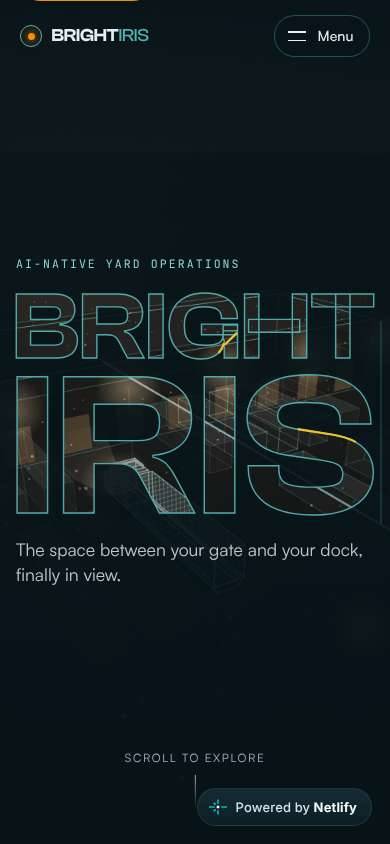 BRIGHTIRIS
Menu
AI-NATIVE YARD OPERATIONS
BRIGHT
IRIS
The space between your gate and your dock,
finally in view.
SCROLL TO EXPLORE
Powered by Netlify